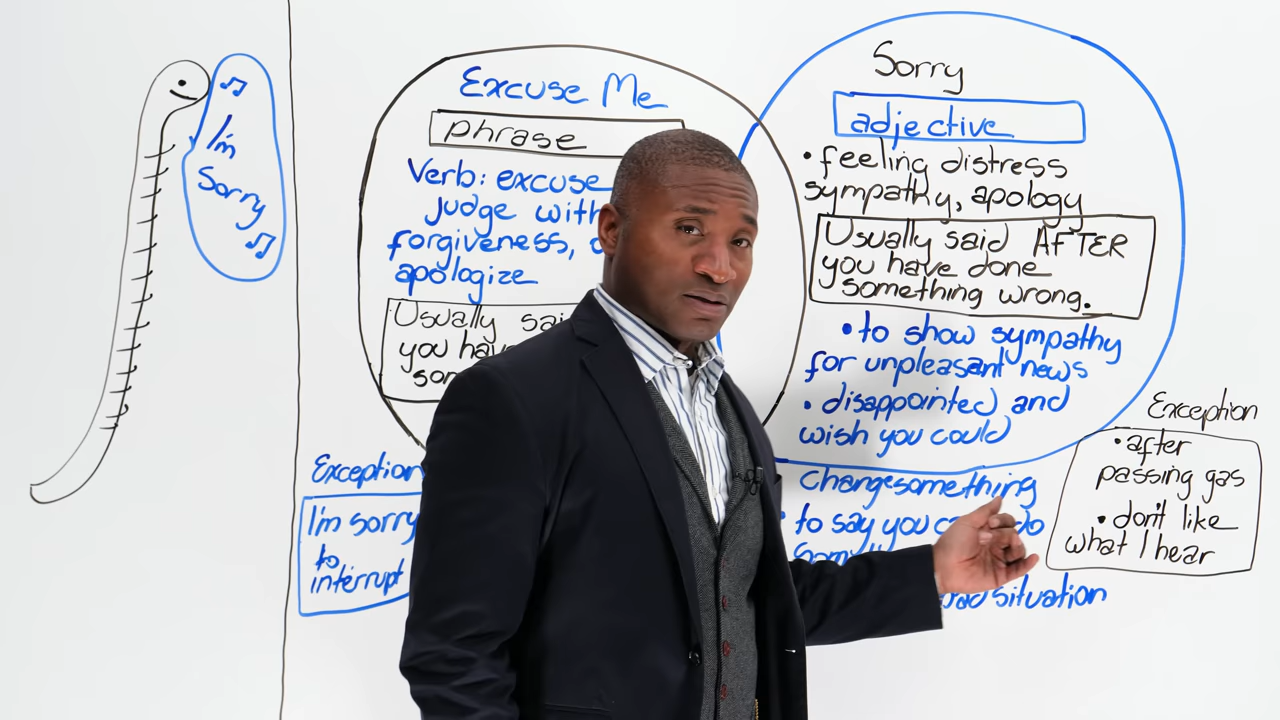 I'm
Sorry
Excuse Me
phrase
Verb: excuse
judge with
forgiveness,
apologize
Usually
you
Exception
I'm sorry
to
interrupt
Sorry
adjective
• feeling distress
sympathy, apology
Usually said AFTER
you have done
something wrong.
• to show sympathy
for unpleasant news
• disappointed and
wish you could
change something
• to say you
situation
Exception
• after
passing gas
• don't like
what I hear